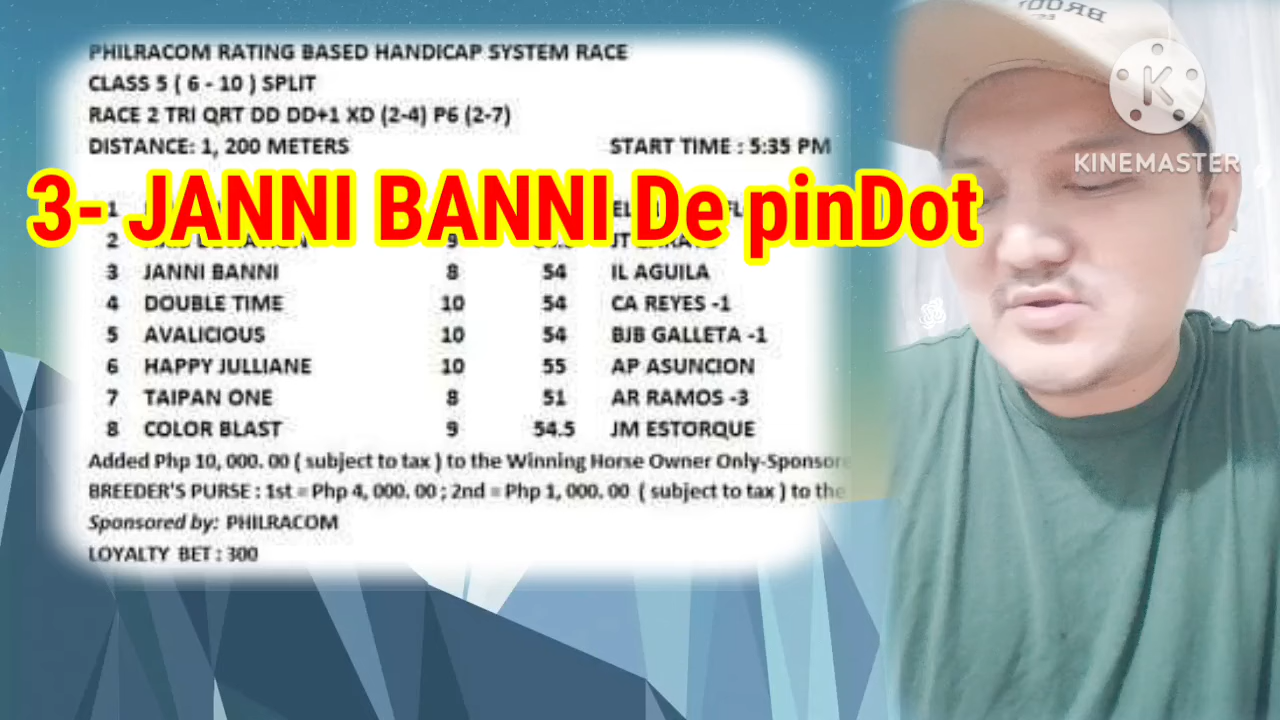 PHILRACOM RATING BASED HANDICAP SYSTEM RACE
CLASS 5 ( 6 - 10 ) SPLIT
RACE 2 TRI QRT DD DD+1 XD (2-4) P6 (2-7)
DISTANCE: 1, 200 METERS START TIME : 5:35 PM
3- JANNI BANNI De pinDot
1
2 9
3 JANNI BANNI 8 54 IL AGUILA
4 DOUBLE TIME 10 54 CA REYES -1
5 AVALICIOUS 10 54 BJB GALLETA -1
6 HAPPY JULLIANE 10 55 AP ASUNCION
7 TAIPAN ONE 8 51 AR RAMOS -3
8 COLOR BLAST 9 54.5 JM ESTORQUE
Added Php 10, 000. 00 ( subject to tax ) to the Winning Horse Owner Only-Sponsore
BREEDER'S PURSE : 1st = Php 4, 000. 00 ; 2nd = Php 1, 000. 00 ( subject to tax ) to the
Sponsored by: PHILRACOM
LOYALTY BET : 300
K
KINEMASTER